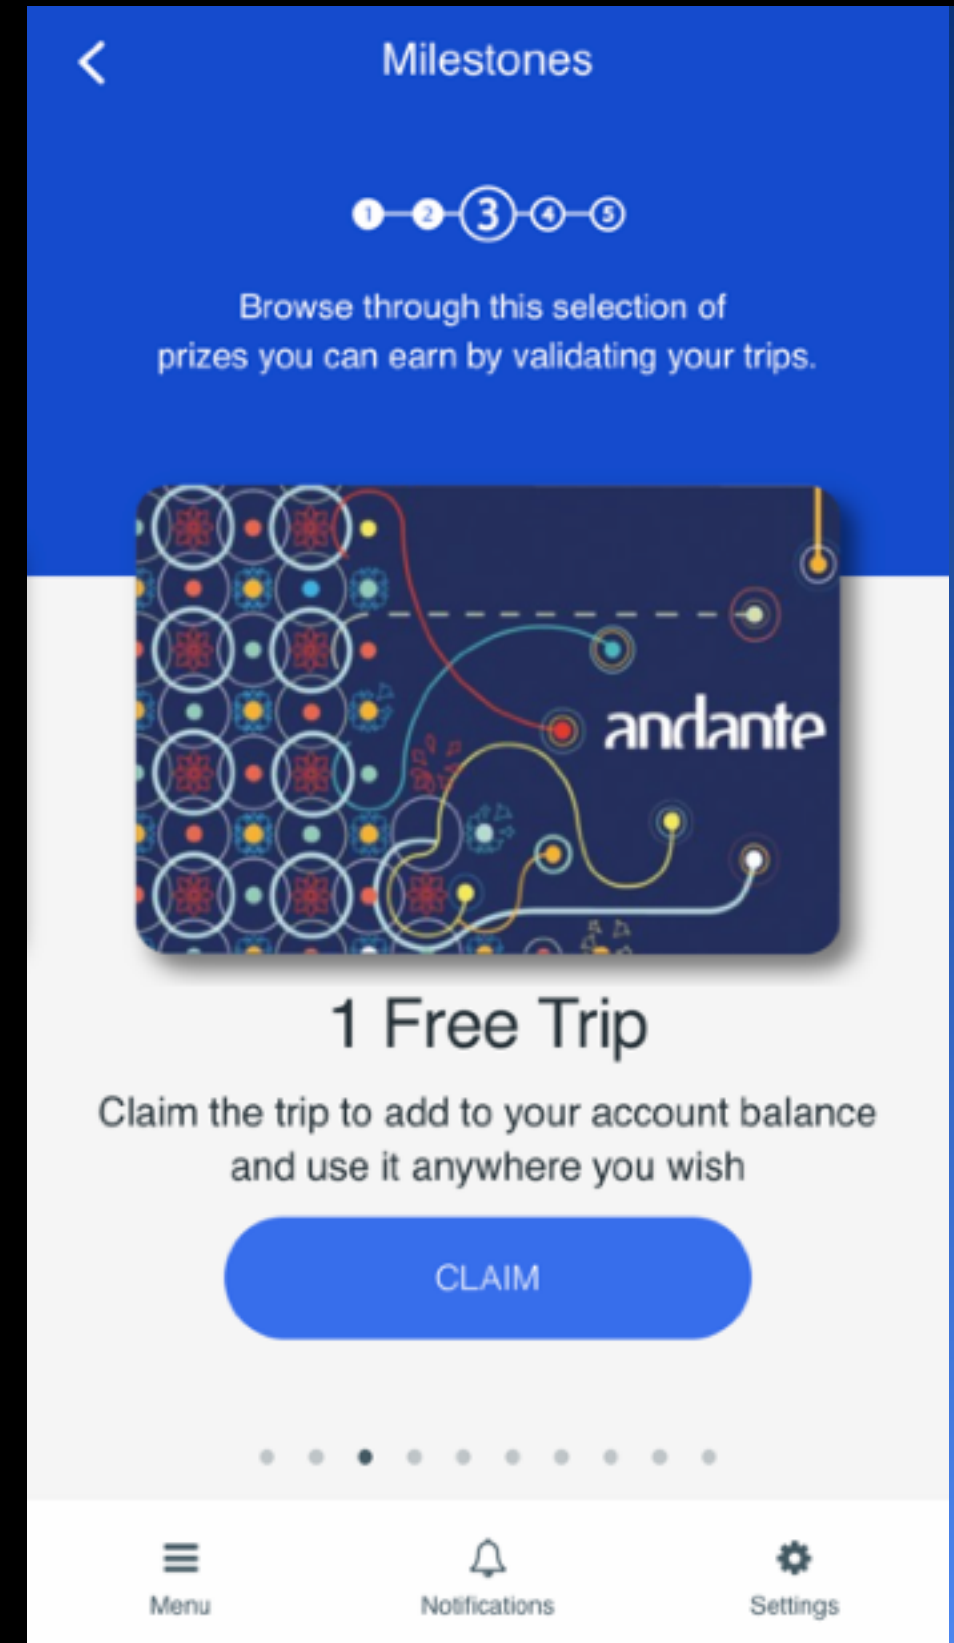 Milestones
1 2 3 4 5
Browse through this selection of
prizes you can earn by validating your trips.
andante
1 Free Trip
Claim the trip to add to your account balance
and use it anywhere you wish
CLAIM
Menu Notifications Settings